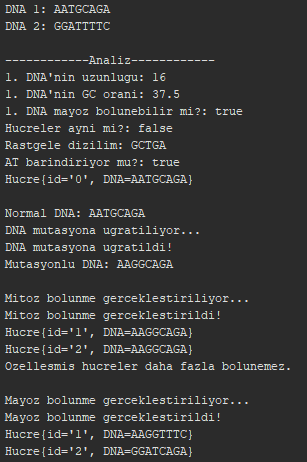 DNA 1: AATGCAGA
DNA 2: GGATTTTC
------------Analiz------------
1. DNA'nin uzunlugu: 16
1. DNA'nin GC orani: 37.5
1. DNA mayoz bolunebilir mi?: true
Hucreler ayni mi?: false
Rastgele dizilim: GCTGA
AT barindiriyor mu?: true
Hucre{id='0', DNA=AATGCAGA}
Normal DNA: AATGCAGA
DNA mutasyona ugratiliyor...
DNA mutasyona ugratildi!
Mutasyonlu DNA: AAGGCAGA
Mitoz bolunme gerceklestiriliyor...
Mitoz bolunme gerceklestirildi!
Hucre{id='1', DNA=AAGGCAGA}
Hucre{id='2', DNA=AAGGCAGA}
Ozellesmis hucreler daha fazla bolunemez.
Mayoz bolunme gerceklestiriliyor...
Mayoz bolunme gerceklestirildi!
Hucre{id='1', DNA=AAGGTTTC}
Hucre{id='2', DNA=GGATCAGA}